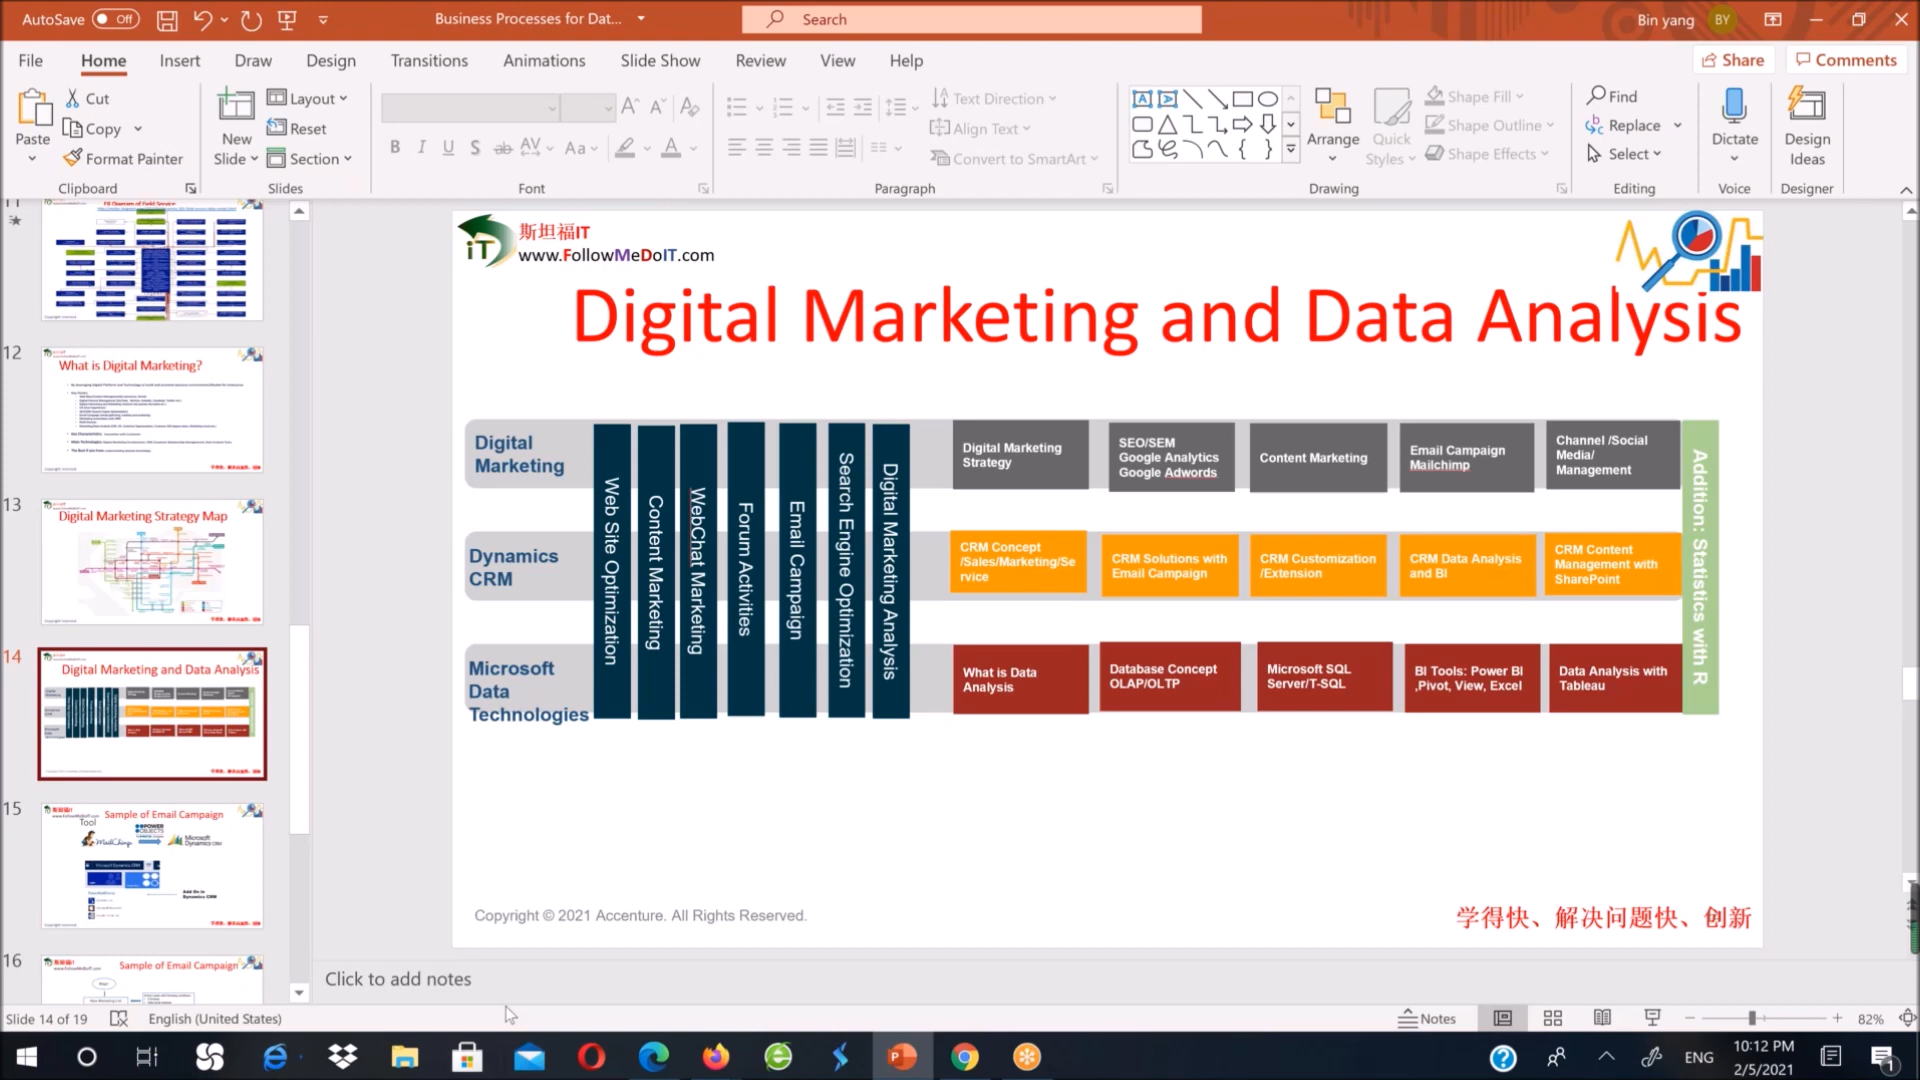 AutoSave Off
Business Processes for Dat...
Search
Bin yang
BY
File Home Insert Draw Design Transitions Animations Slide Show Review View Help
Share
Comments
Paste
Cut
Copy
Format Painter
Clipboard
New
Slide
Layout
Reset
Section
Slides
B I U S ab AV Aa A
Font
Text Direction
Align Text
Convert to SmartArt
Paragraph
Arrange
Quick
Styles
Shape Fill
Shape Outline
Shape Effects
Drawing
Find
Replace
Select
Editing
Dictate
Voice
Design
Ideas
Designer
12
What is Digital Marketing?
13
Digital Marketing Strategy Map
14
Digital Marketing and Data Analysis
15
Sample of Email Campaign
Tool
16
Sample of Email Campaign
iT
斯坦福IT
www.FollowMeDoIT.com
Digital Marketing and Data Analysis
Digital
Marketing
Dynamics
CRM
Microsoft
Data
Technologies
Web Site Optimization
Content Marketing
WebChat Marketing
Forum Activities
Email Campaign
Search Engine Optimization
Digital Marketing Analysis
Digital Marketing
Strategy
SEO/SEM
Google Analytics
Google Adwords
Content Marketing
Email Campaign
Mailchimp
Channel /Social
Media/
Management
CRM Concept
/Sales/Marketing/Se
rvice
CRM Solutions with
Email Campaign
CRM Customization
/Extension
CRM Data Analysis
and BI
CRM Content
Management with
SharePoint
What is Data
Analysis
Database Concept
OLAP/OLTP
Microsoft SQL
Server/T-SQL
BI Tools: Power BI
,Pivot, View, Excel
Data Analysis with
Tableau
Addition: Statistics with R
Copyright © 2021 Accenture. All Rights Reserved.
学得快、解决问题快、创新
Click to add notes
Slide 14 of 19
English (United States)
Notes
82%
ENG
10:12 PM
2/5/2021
1